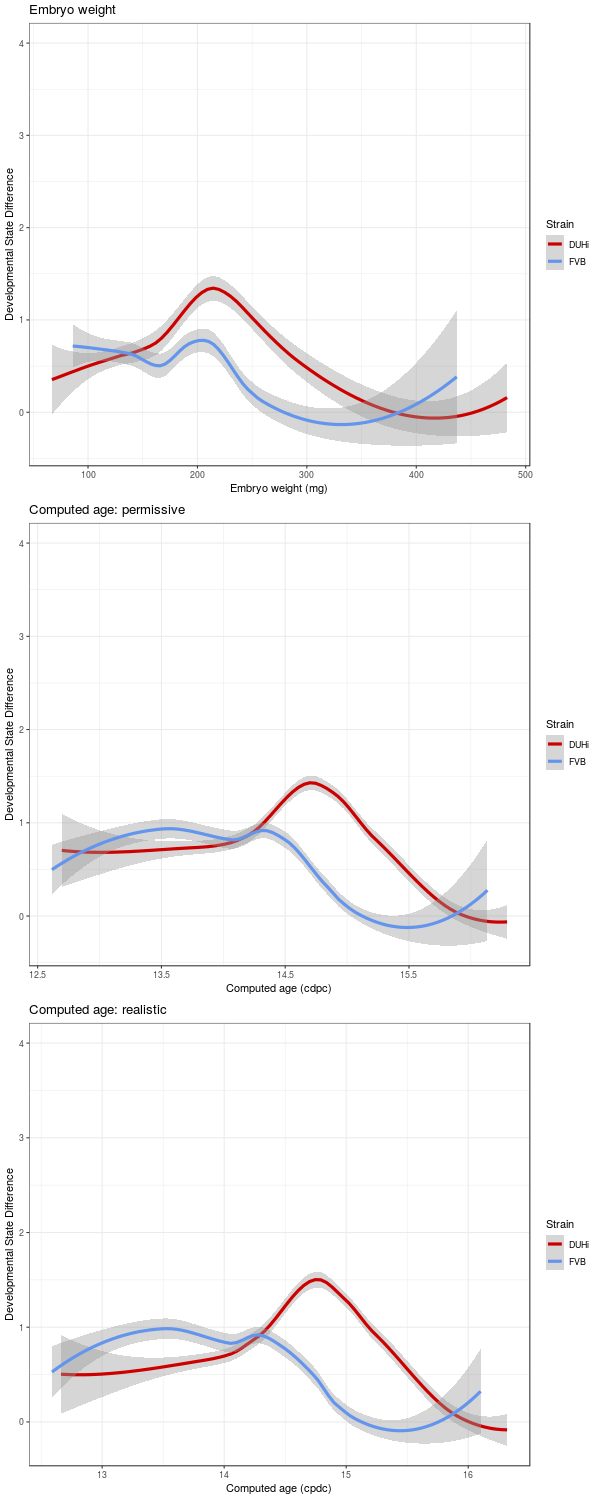 Embryo weight
4
3
2
1
0
Developmental State Difference
100 200 300 400 500
Embryo weight (mg)
Strain
DUHi
FVB
Computed age: permissive
4
3
2
1
0
Developmental State Difference
12.5 13.5 14.5 15.5
Computed age (cdpc)
Strain
DUHi
FVB
Computed age: realistic
4
3
2
1
0
Developmental State Difference
13 14 15 16
Computed age (cpdc)
Strain
DUHi
FVB